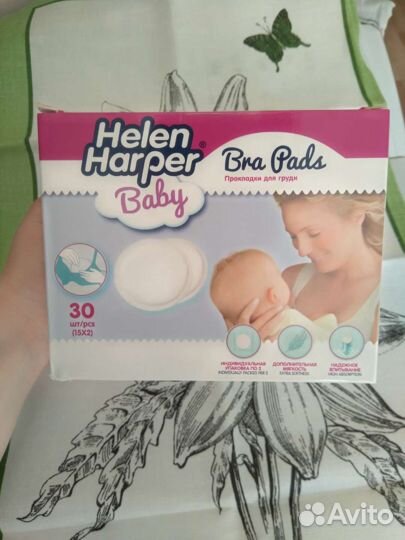 Helen
Harper®
Baby
Bra Pads
Прокладки для груди
30
шт/pcs
(15X2)
ИНДИВИДУАЛЬНАЯ
УПАКОВКА ПО 2
INDIVIDUALLY PACKED PER 2
ДОПОЛНИТЕЛЬНАЯ
МЯГКОСТЬ
EXTRA SOFTNESS
НАДЕЖНОЕ
ВПИТЫВАНИЕ
HIGH ABSORPTION
Avito